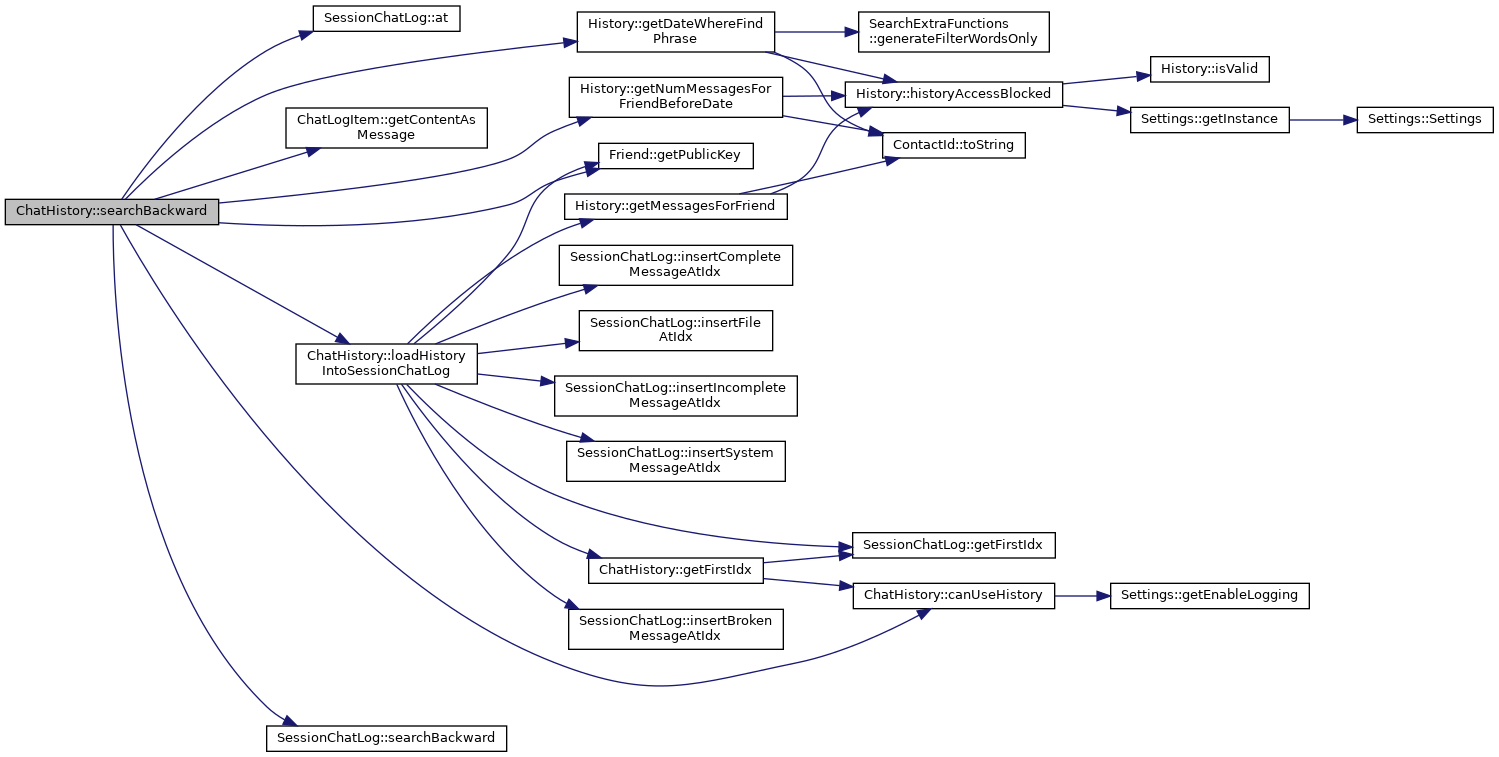 SessionChatLog::at
History::getDateWhereFind
Phrase
SearchExtraFunctions
::generateFilterWordsOnly
History::isValid
History::getNumMessagesFor
FriendBeforeDate
History::historyAccessBlocked
Settings::getInstance
Settings::Settings
ChatLogItem::getContentAs
Message
ContactId::toString
Friend::getPublicKey
ChatHistory::searchBackward
History::getMessagesForFriend
SessionChatLog::insertComplete
MessageAtIdx
SessionChatLog::insertFile
AtIdx
ChatHistory::loadHistory
IntoSessionChatLog
SessionChatLog::insertIncomplete
MessageAtIdx
SessionChatLog::insertSystem
MessageAtIdx
SessionChatLog::getFirstIdx
ChatHistory::getFirstIdx
ChatHistory::canUseHistory
Settings::getEnableLogging
SessionChatLog::insertBroken
MessageAtIdx
SessionChatLog::searchBackward